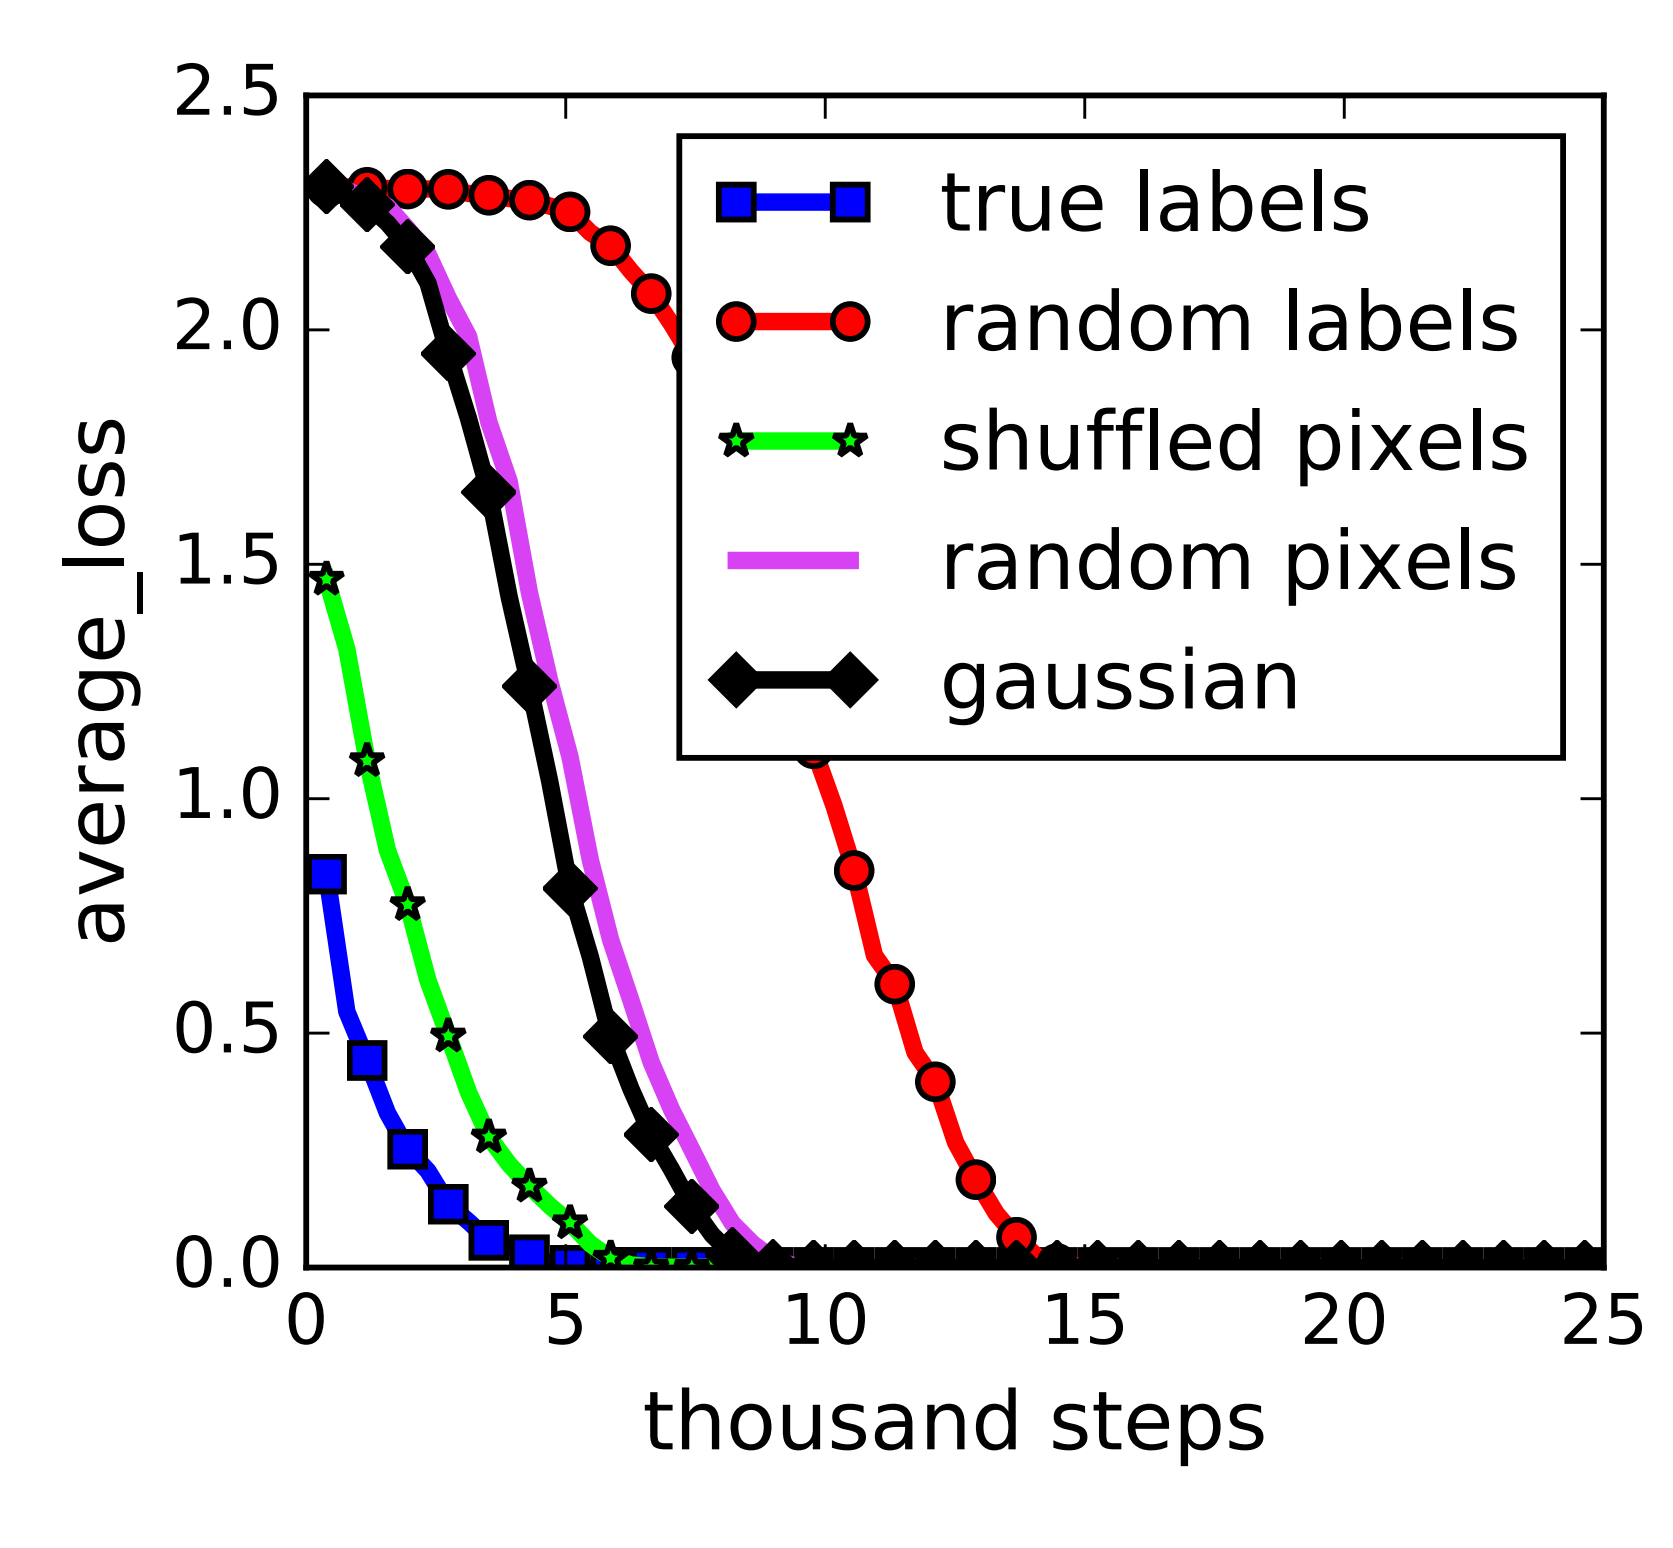 2.5
2.0
1.5
1.0
0.5
0.0
average_loss
true labels
random labels
shuffled pixels
random pixels
gaussian
0 5 10 15 20 25
thousand steps